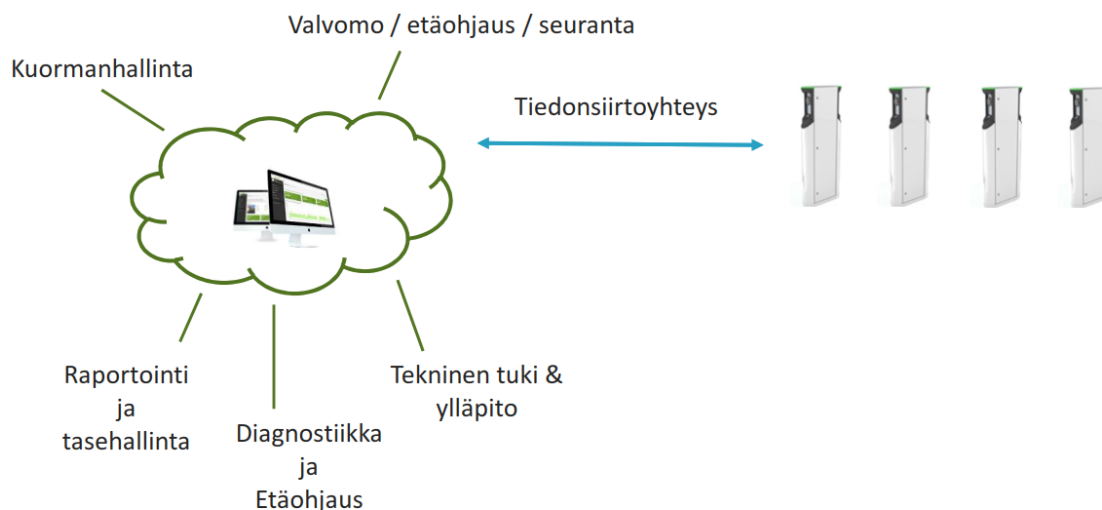 Valvomo / etäohjaus / seuranta
Kuormanhallinta
Tiedonsiirtoyhteys
Raportointi
ja
tasehallinta
Diagnostiikka
ja
Etäohjaus
Tekninen tuki &
ylläpito